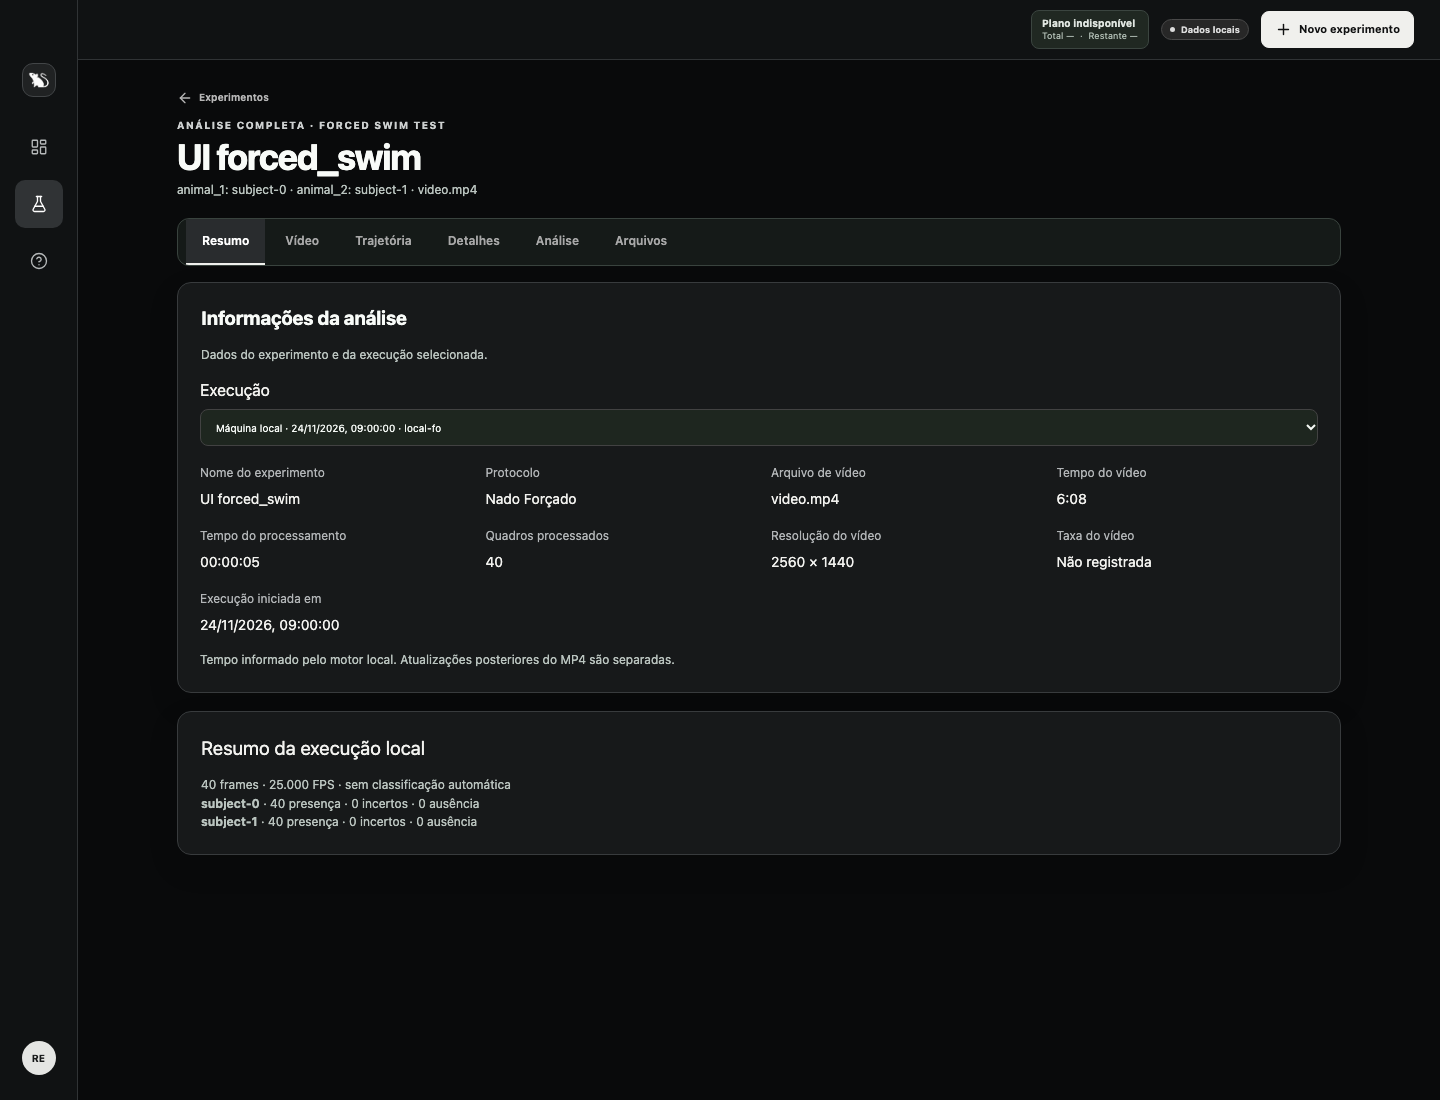 Plano indisponível
Total — · Restante —
Dados locais
Novo experimento
Experimentos
ANÁLISE COMPLETA · FORCED SWIM TEST
UI forced_swim
animal_1: subject-0 · animal_2: subject-1 · video.mp4
Resumo
Vídeo
Trajetória
Detalhes
Análise
Arquivos
Informações da análise
Dados do experimento e da execução selecionada.
Execução
Máquina local · 24/11/2026, 09:00:00 · local-fo
Nome do experimento
UI forced_swim
Protocolo
Nado Forçado
Arquivo de vídeo
video.mp4
Tempo do vídeo
6:08
Tempo do processamento
00:00:05
Quadros processados
40
Resolução do vídeo
2560 × 1440
Taxa do vídeo
Não registrada
Execução iniciada em
24/11/2026, 09:00:00
Tempo informado pelo motor local. Atualizações posteriores do MP4 são separadas.
Resumo da execução local
40 frames · 25.000 FPS · sem classificação automática
subject-0 · 40 presença · 0 incertos · 0 ausência
subject-1 · 40 presença · 0 incertos · 0 ausência
RE